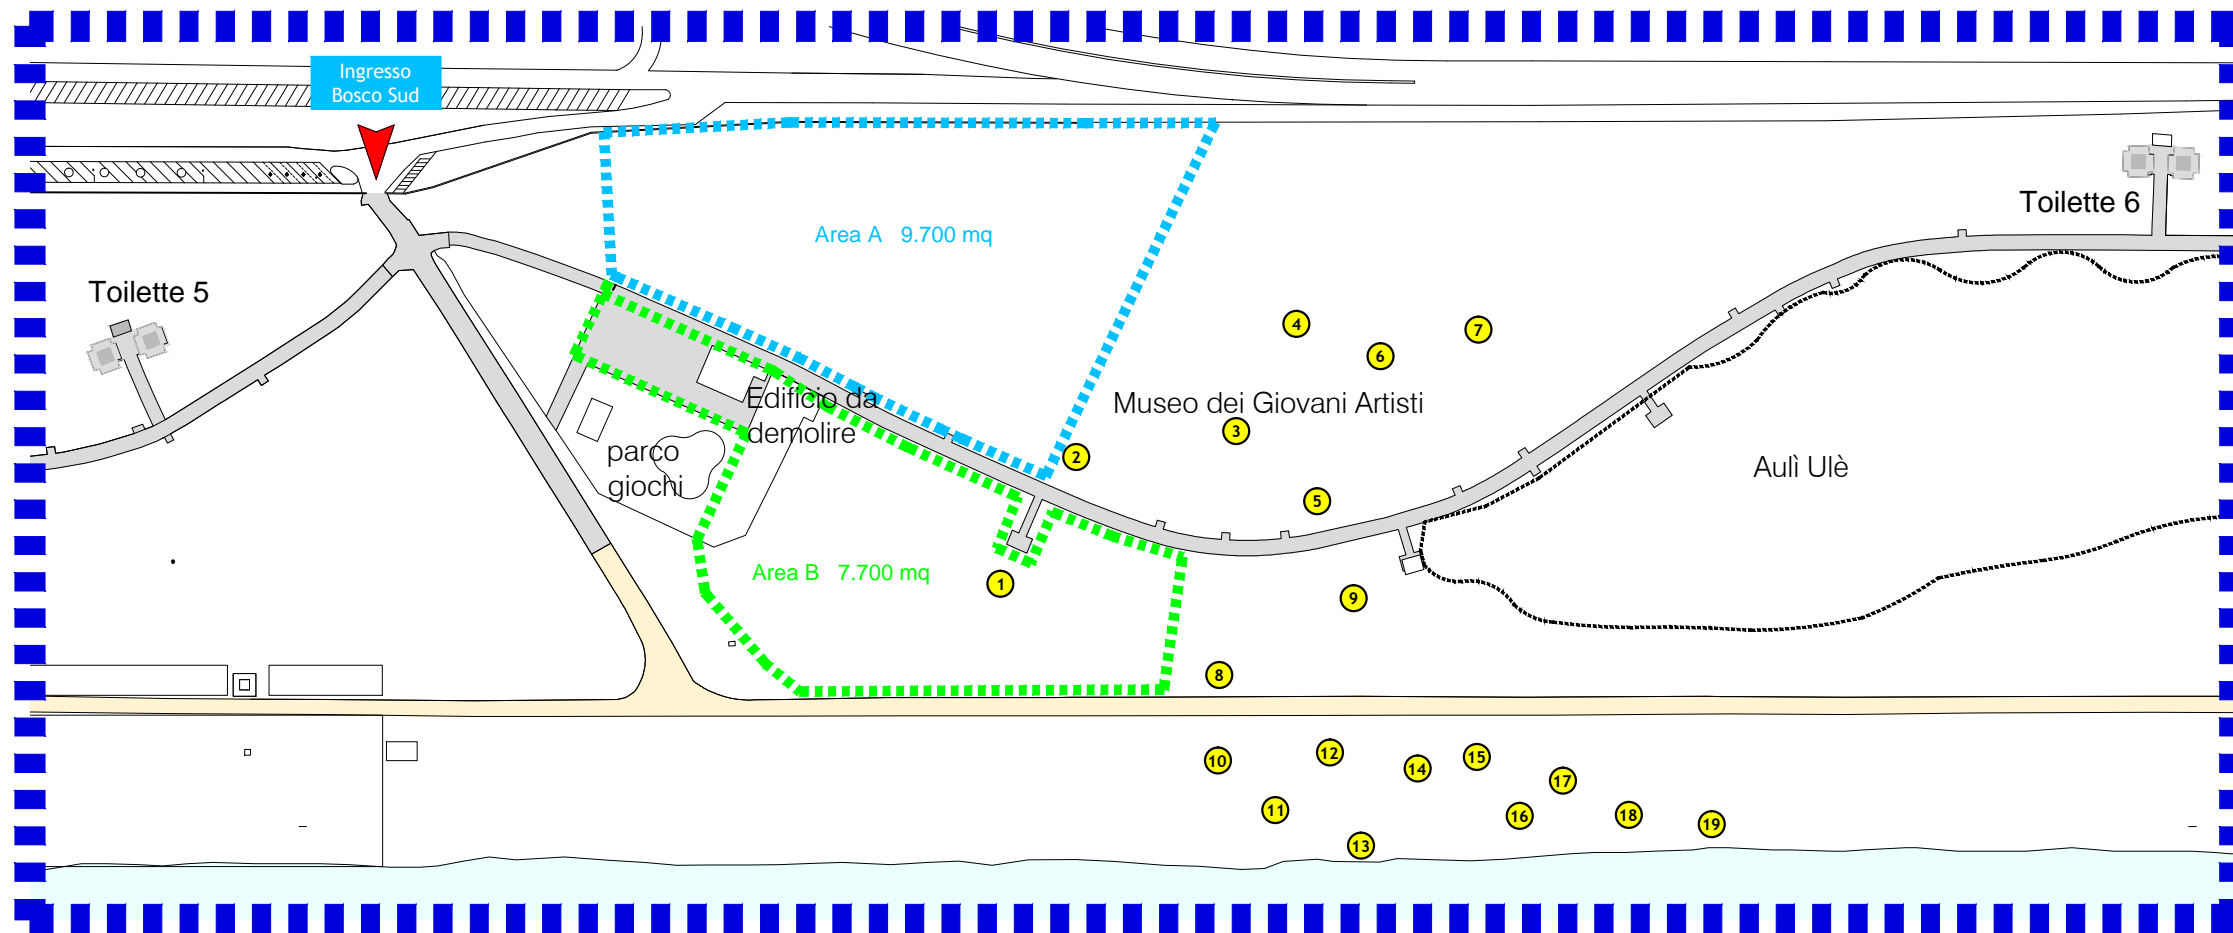 Ingresso
Bosco Sud
Toilette 6
Area A 9.700 mq
Toilette 5
4
7
6
Edificio da
demolire
Museo dei Giovani Artisti
3
2
parco
giochi
Aulì Ulè
5
Area B 7.700 mq
1
9
8
10
12
14
15
17
11
16
18
19
13